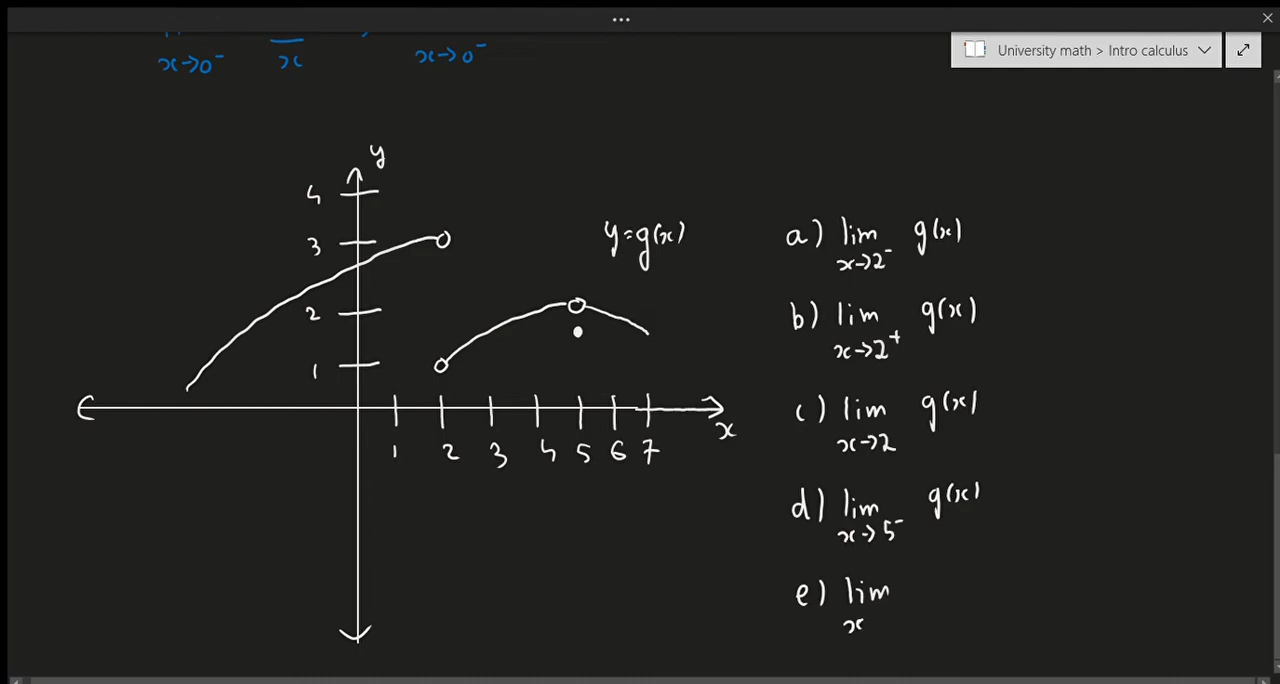 x→0⁻ x x→0⁻
University math > Intro calculus
y
4
3
2
1
1 2 3 4 5 6 7
x
y=g(x)
a) lim g(x)
x→2⁻
b) lim g(x)
x→2⁺
c) lim g(x)
x→2
d) lim g(x)
x→5⁻
e) lim
x